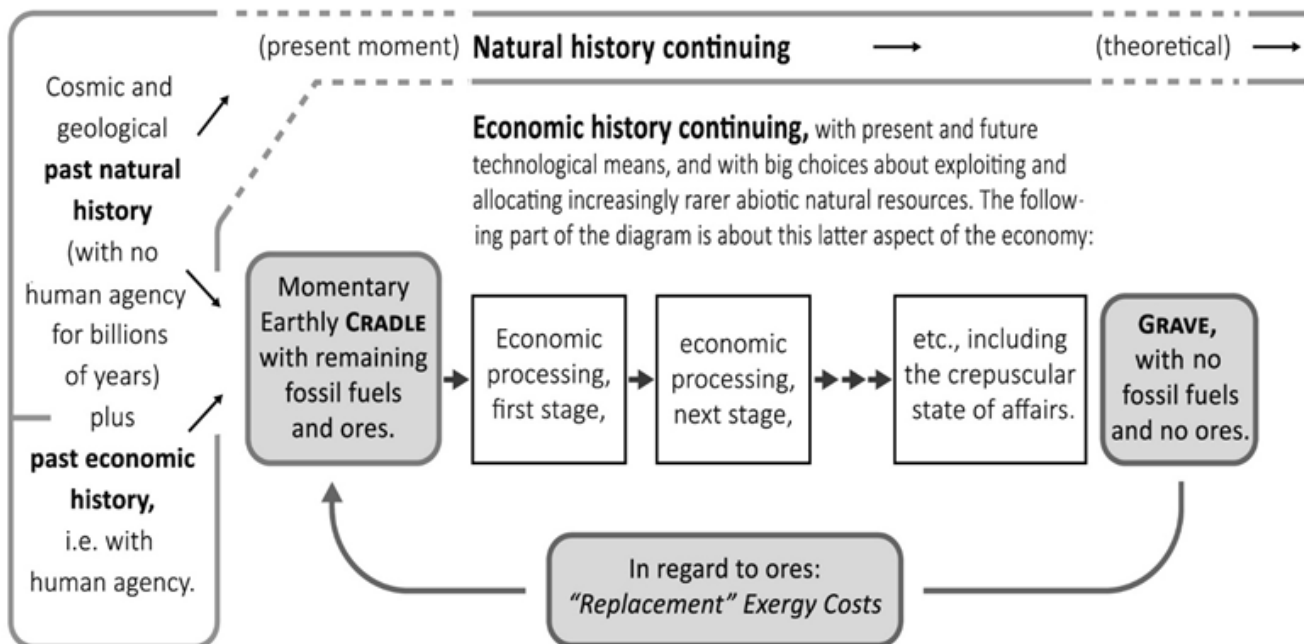 (present moment) Natural history continuing (theoretical)
Cosmic and
geological
past natural
history
(with no
human agency
for billions
of years)
plus
past economic
history,
i.e. with
human agency.
Economic history continuing, with present and future
technological means, and with big choices about exploiting and
allocating increasingly rarer abiotic natural resources. The follow-
ing part of the diagram is about this latter aspect of the economy:
Momentary
Earthly CRADLE
with remaining
fossil fuels
and ores.
Economic
processing,
first stage,
economic
processing,
next stage,
etc., including
the crepuscular
state of affairs.
GRAVE,
with no
fossil fuels
and no ores.
In regard to ores:
“Replacement” Exergy Costs